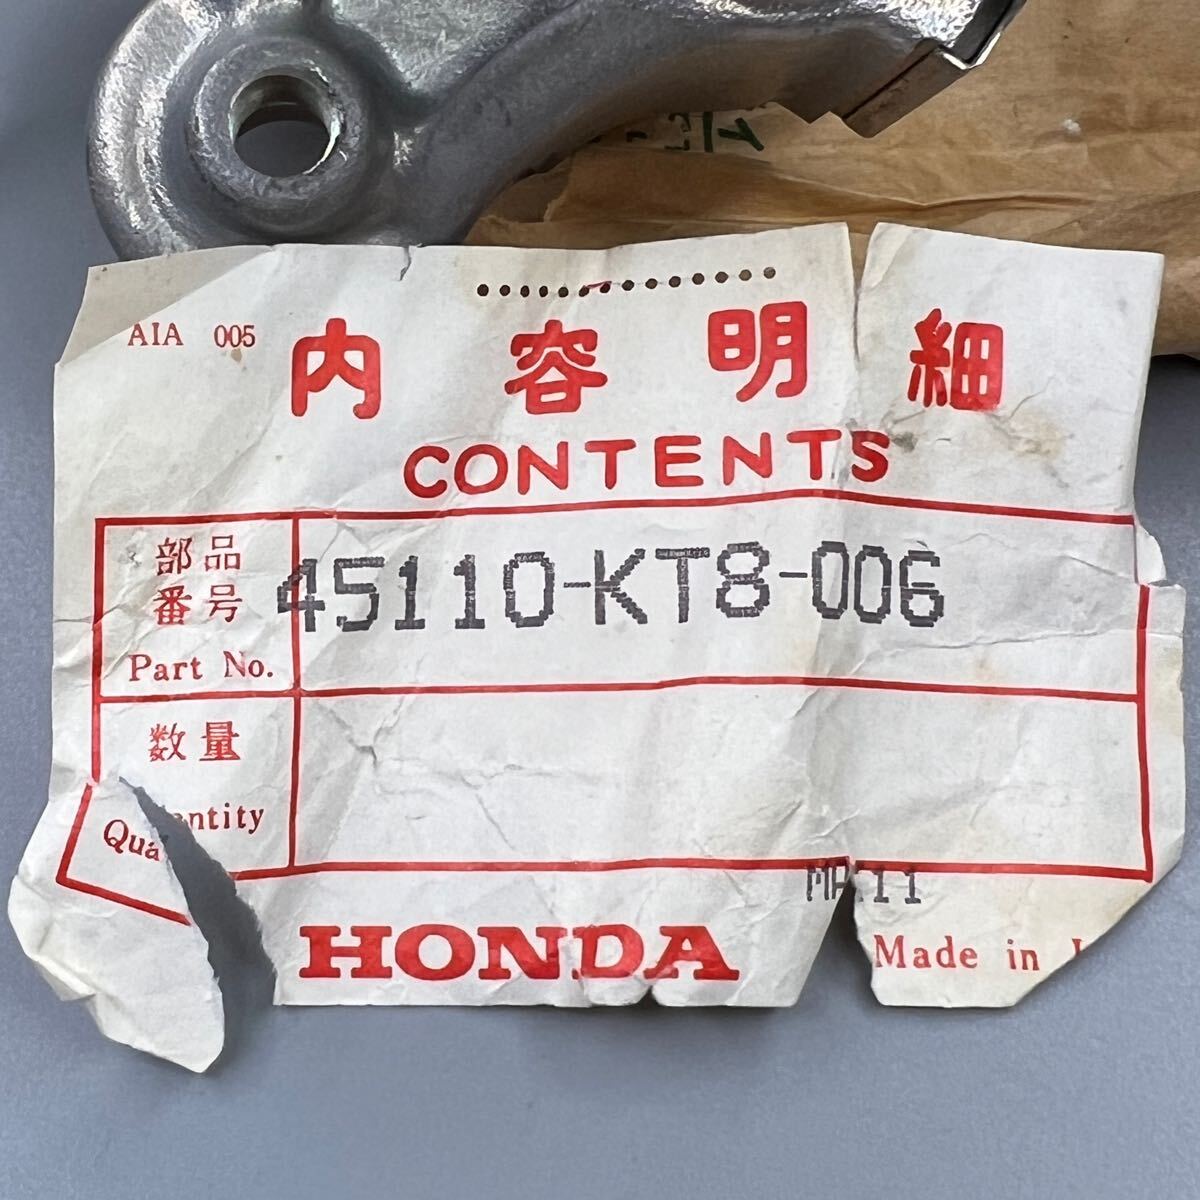 AIA 005
内容明細
CONTENTS
部品
番号
Part No.
45110-KT8-006
数量
Quantity
HONDA
Made in